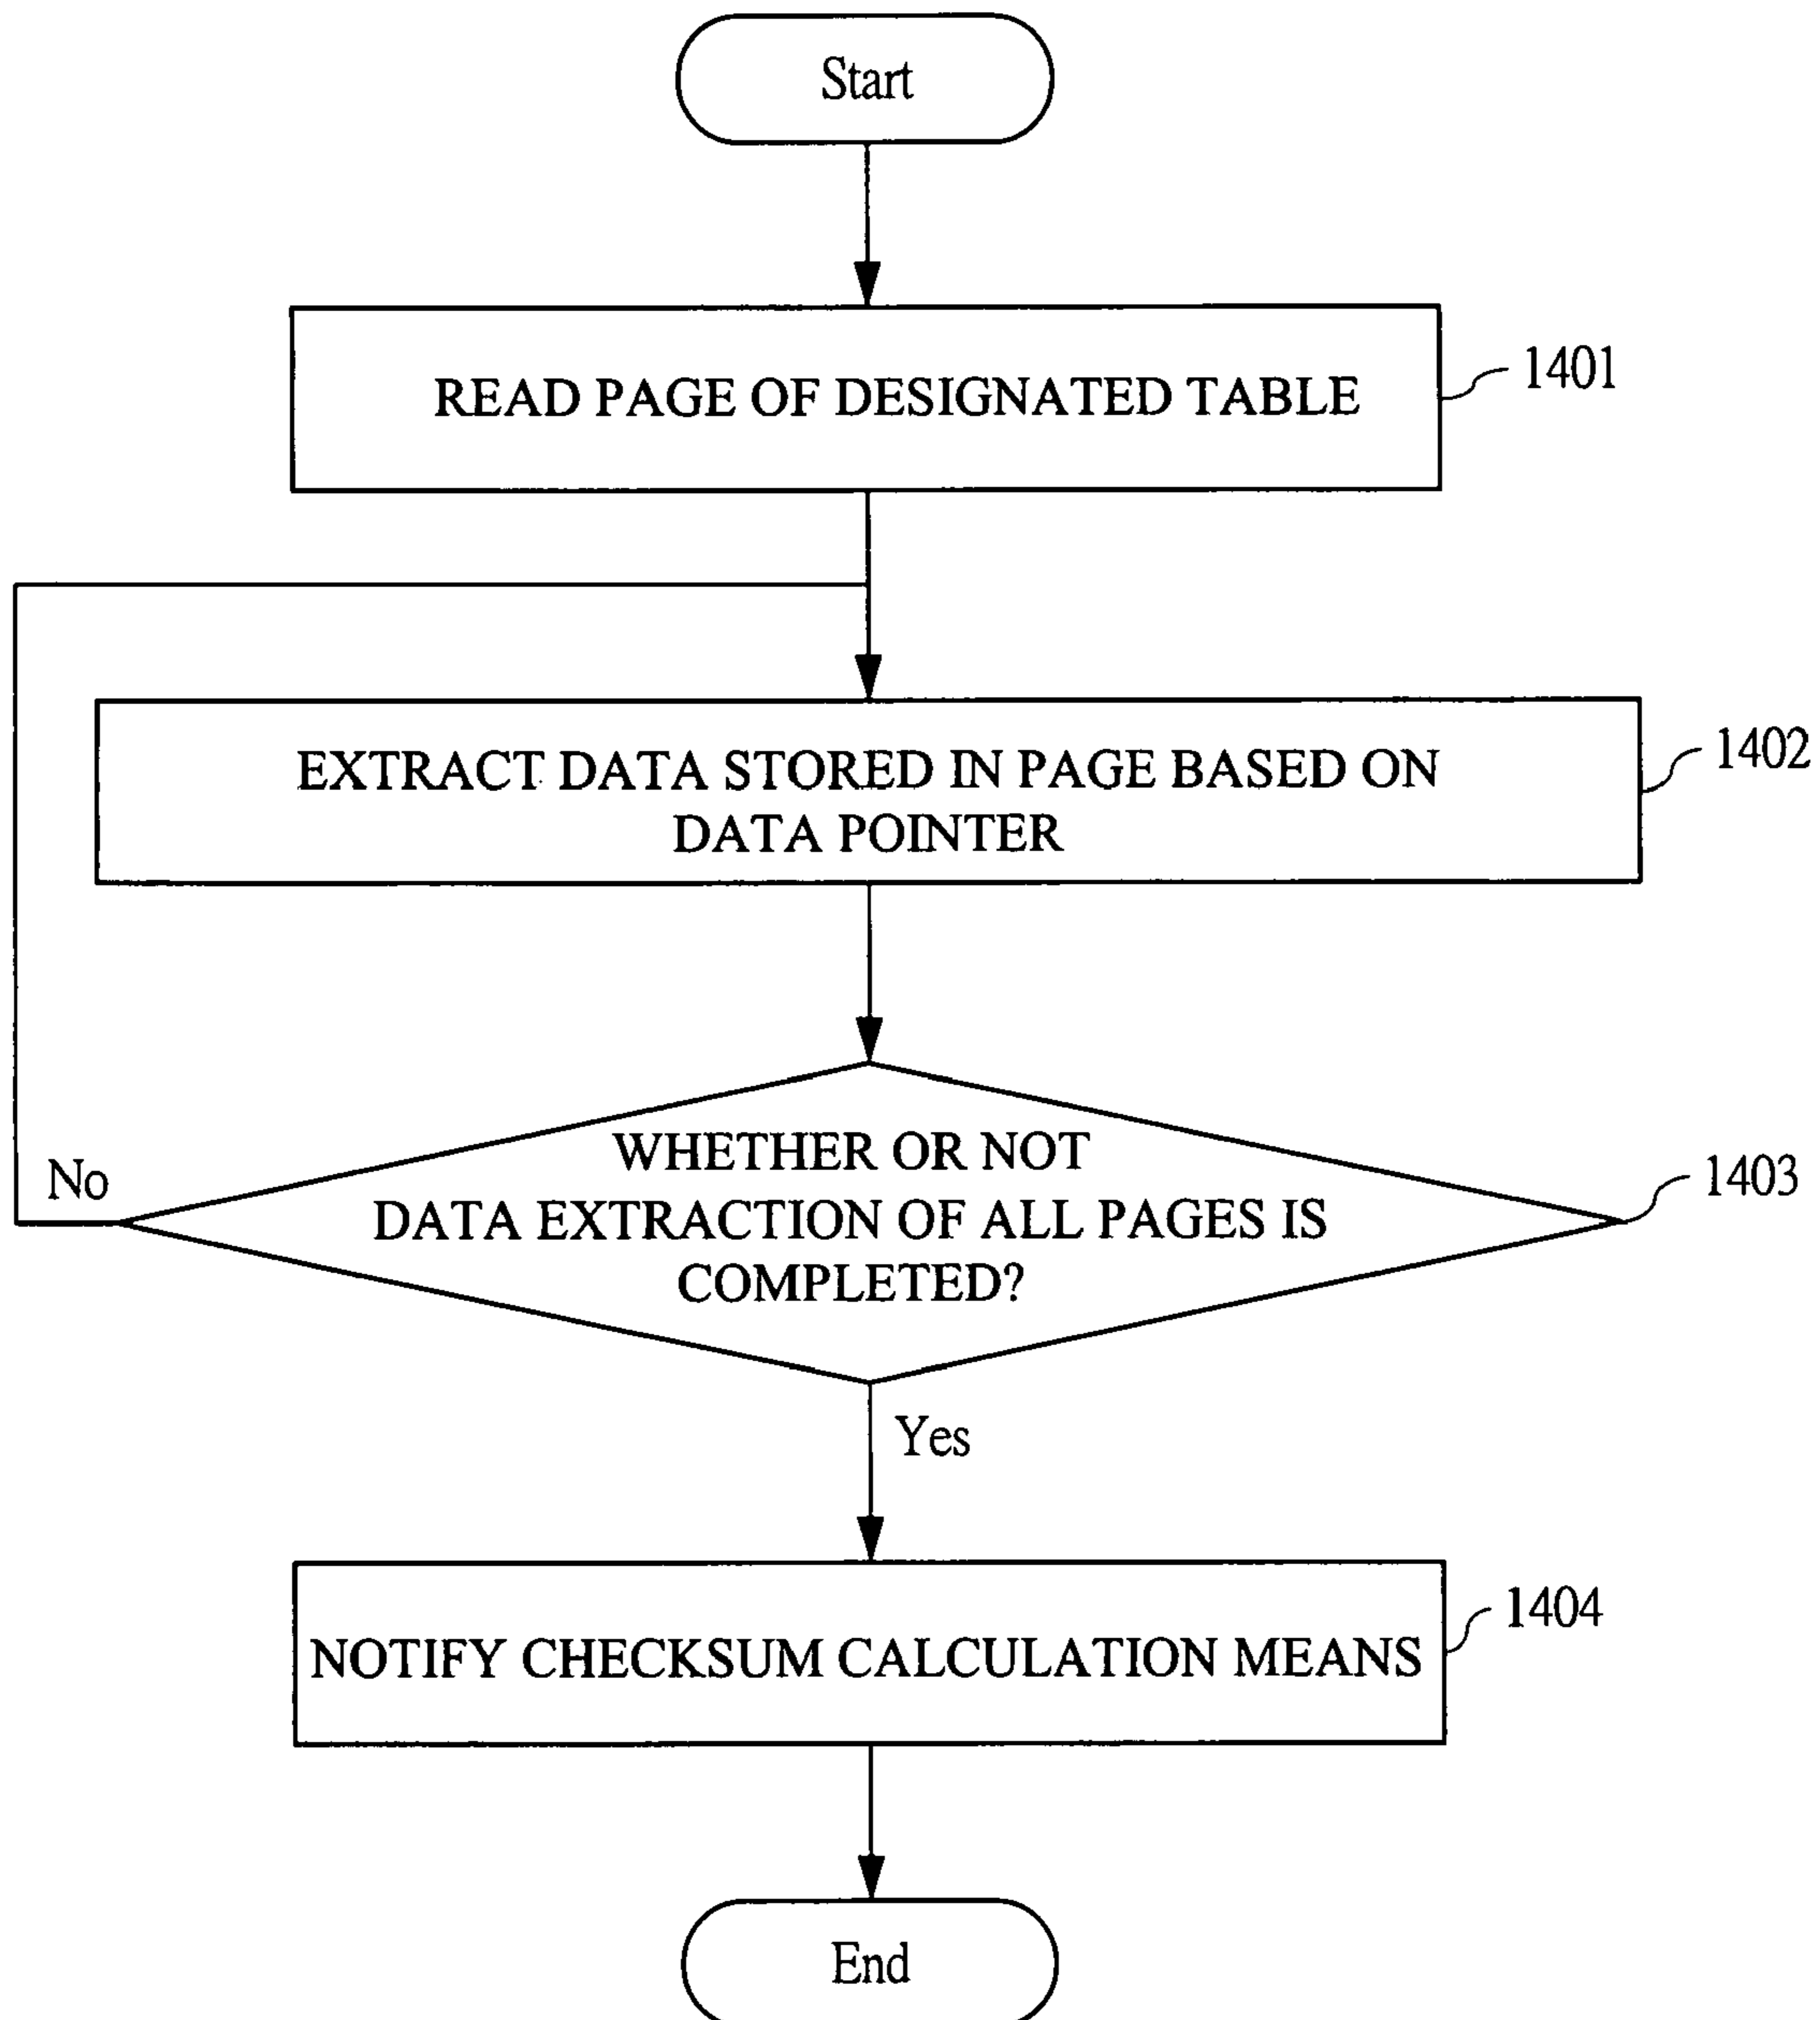 Start
READ PAGE OF DESIGNATED TABLE
1401
EXTRACT DATA STORED IN PAGE BASED ON
DATA POINTER
1402
WHETHER OR NOT
DATA EXTRACTION OF ALL PAGES IS
COMPLETED?
1403
No
Yes
NOTIFY CHECKSUM CALCULATION MEANS
1404
End